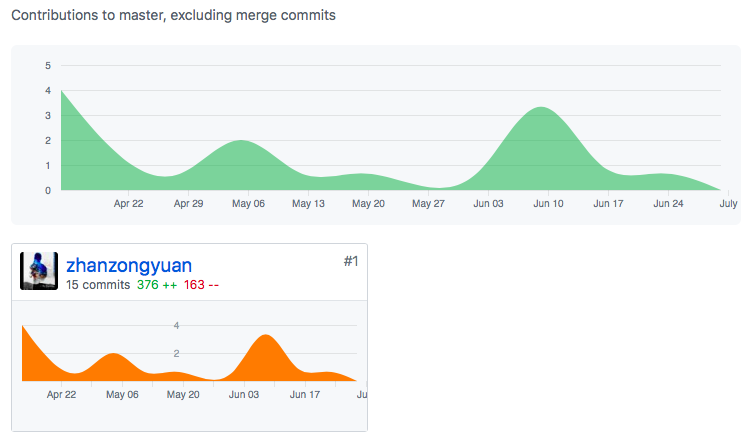 Contributions to master, excluding merge commits
5
4
3
2
1
0
Apr 22 Apr 29 May 06 May 13 May 20 May 27 Jun 03 Jun 10 Jun 17 Jun 24 July
zhanzongyuan #1
15 commits 376 ++ 163 --
4
2
Apr 22 May 06 May 20 Jun 03 Jun 17 Ju